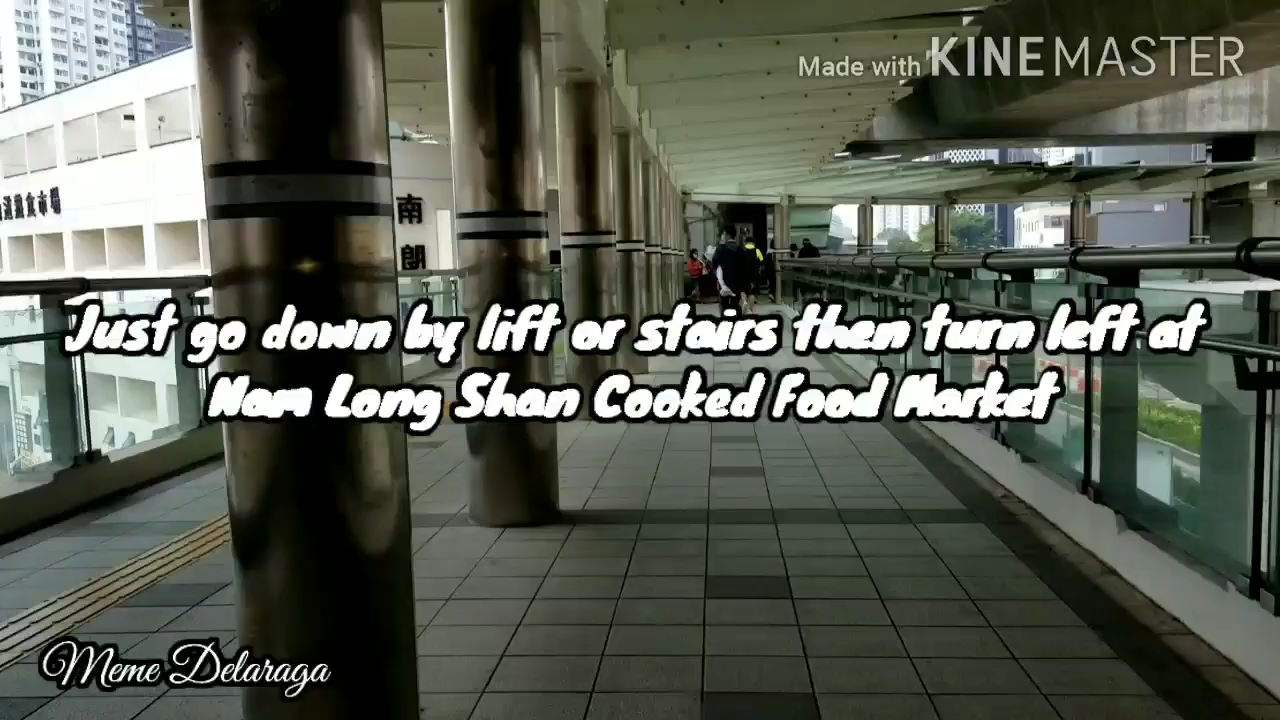 Made with KINEMASTER
南
朗
Just go down by lift or stairs then turn left at
Nam Long Shan Cooked Food Market
Meme Delaraga